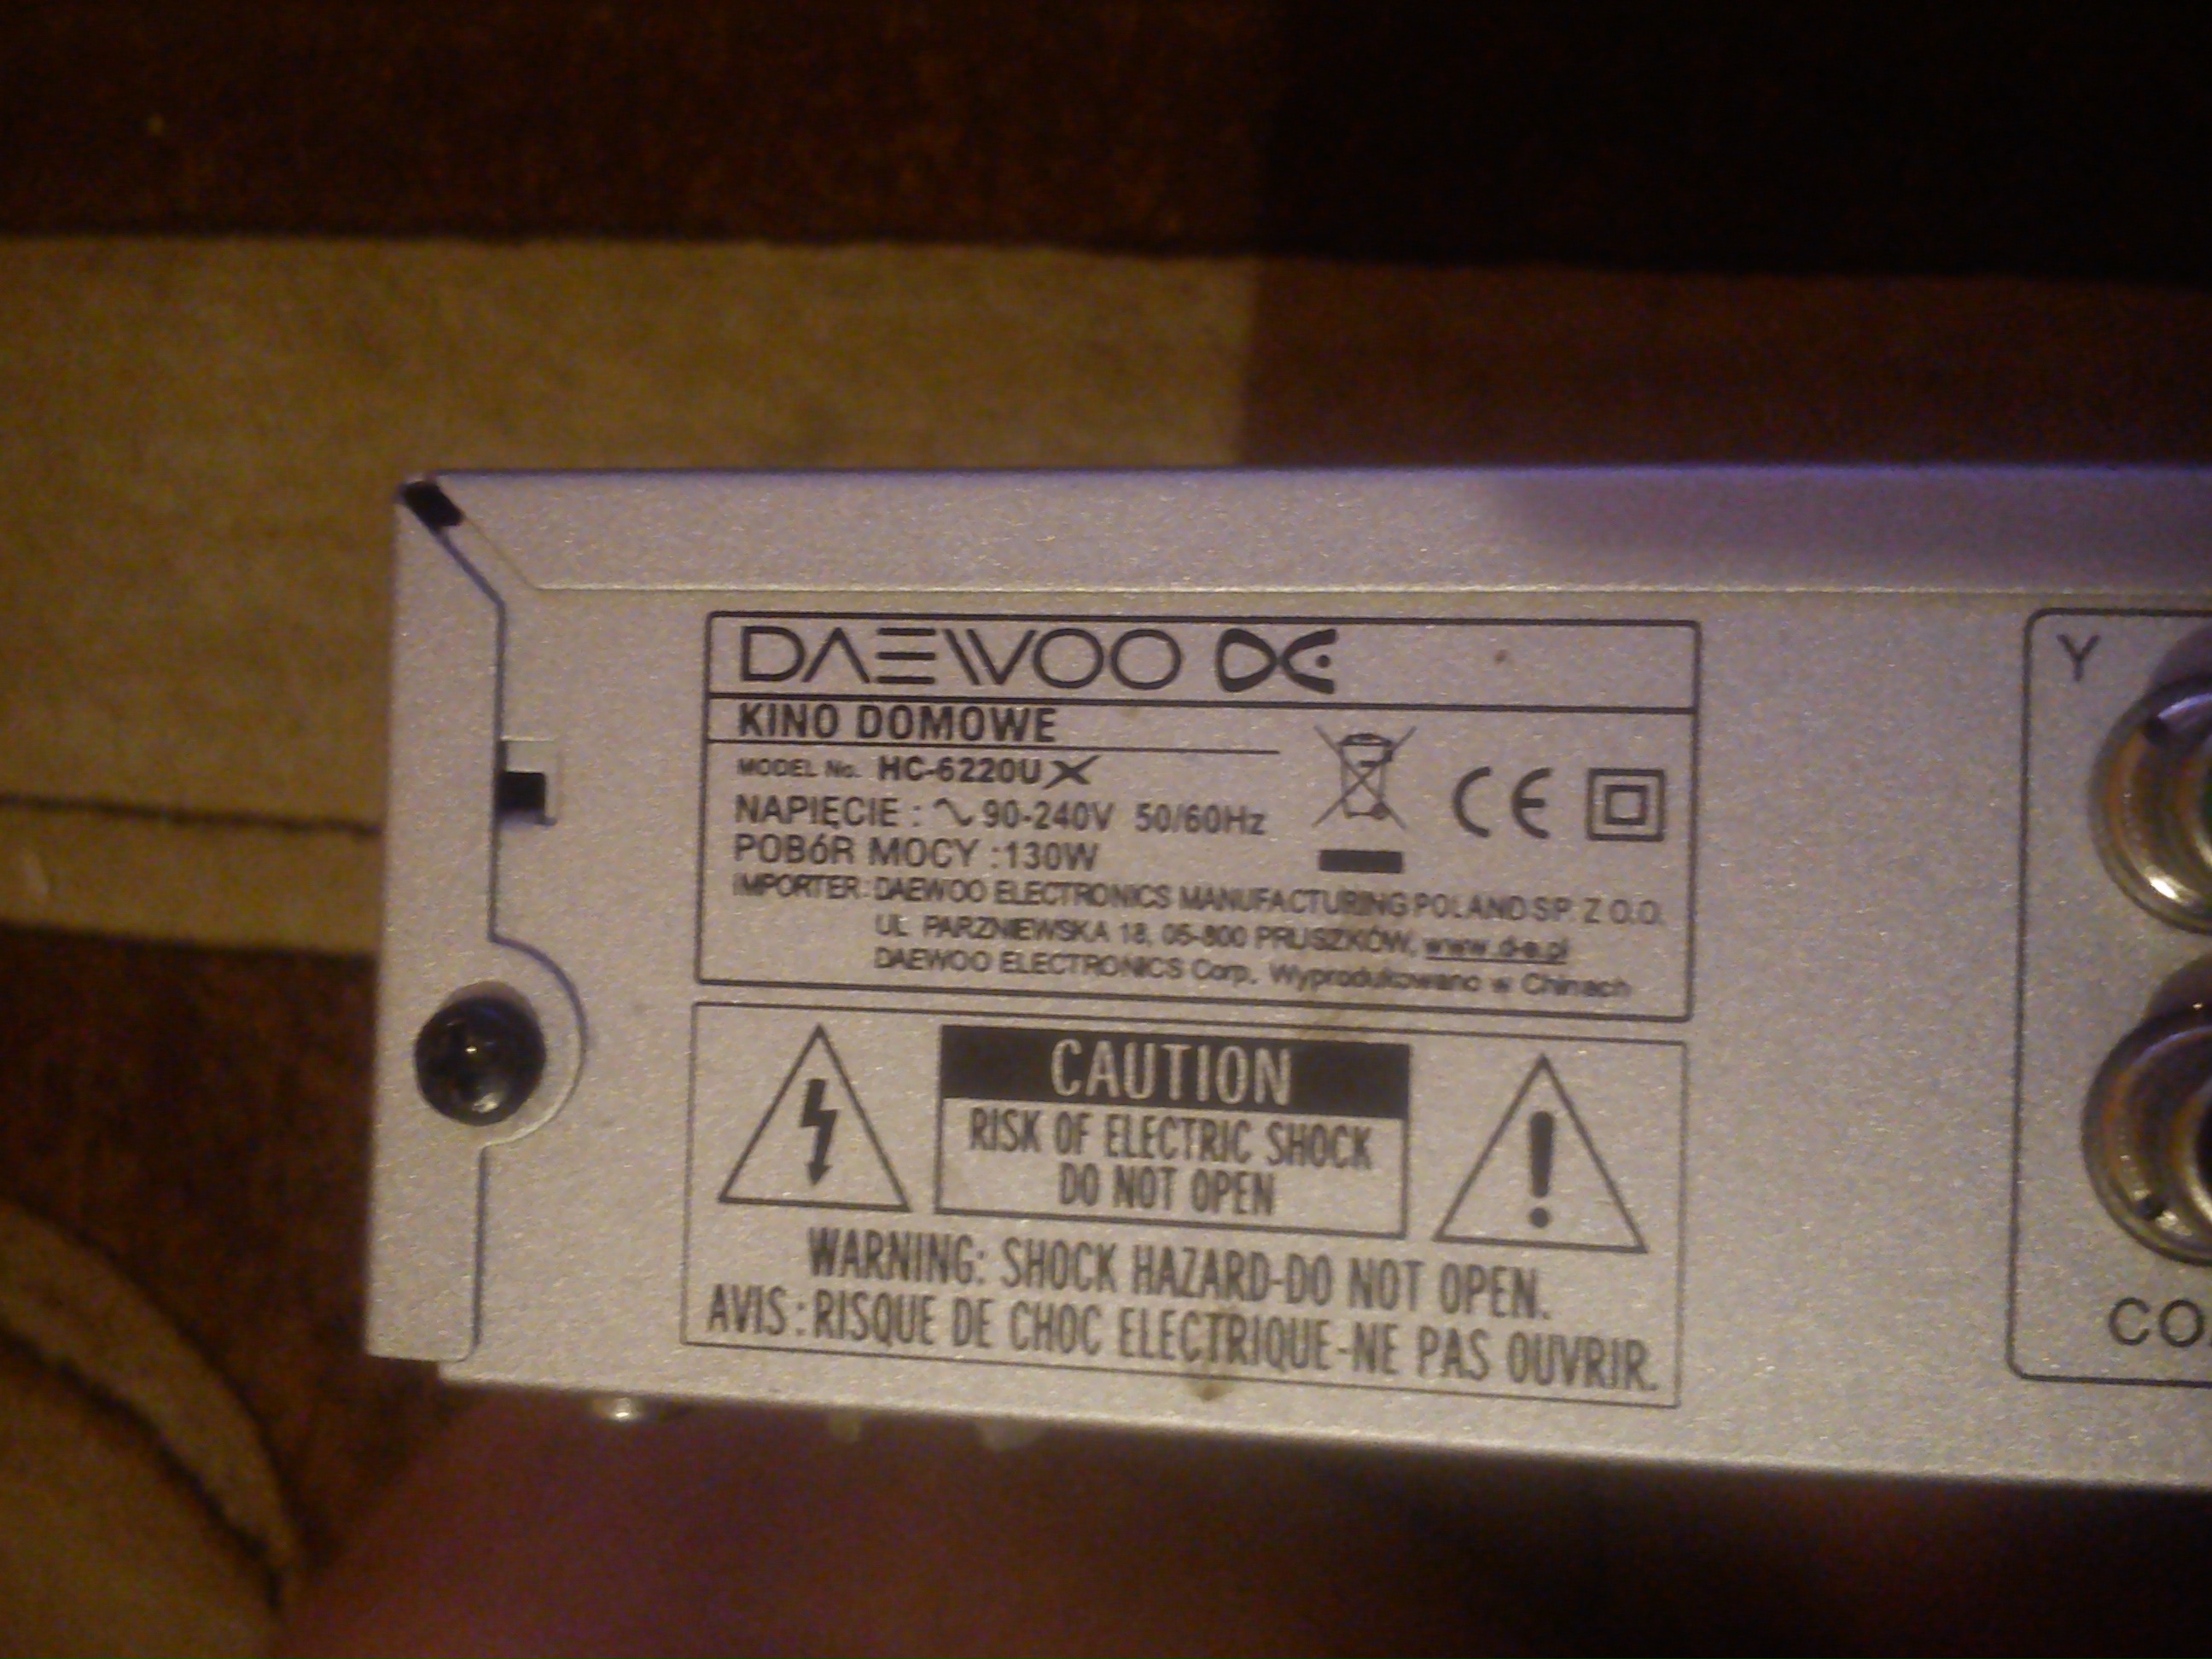 DAEWOO
KINO DOMOWE
MODEL No. HC-6220UX
NAPIĘCIE : ∿90-240V 50/60Hz
POBóR MOCY :130W
IMPORTER: DAEWOO ELECTRONICS MANUFACTURING POLAND SP. Z O.O.
UL. PARZNIEWSKA 18, 05-800 PRUSZKÓW, www.d-e.pl
DAEWOO ELECTRONICS Corp. Wyprodukowano w Chinach
CE
CAUTION
RISK OF ELECTRIC SHOCK
DO NOT OPEN
WARNING: SHOCK HAZARD-DO NOT OPEN.
AVIS : RISQUE DE CHOC ELECTRIQUE-NE PAS OUVRIR.
Y